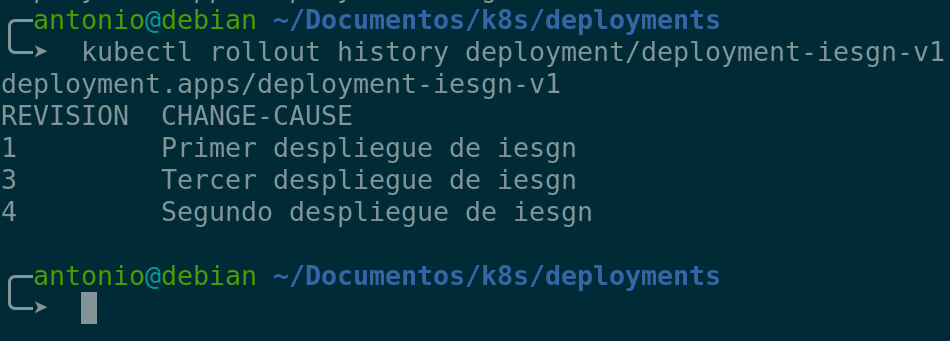 antonio@debian ~/Documentos/k8s/deployments
➤ kubectl rollout history deployment/deployment-iesgn-v1
deployment.apps/deployment-iesgn-v1
REVISION  CHANGE-CAUSE
1         Primer despliegue de iesgn
3         Tercer despliegue de iesgn
4         Segundo despliegue de iesgn
antonio@debian ~/Documentos/k8s/deployments
➤